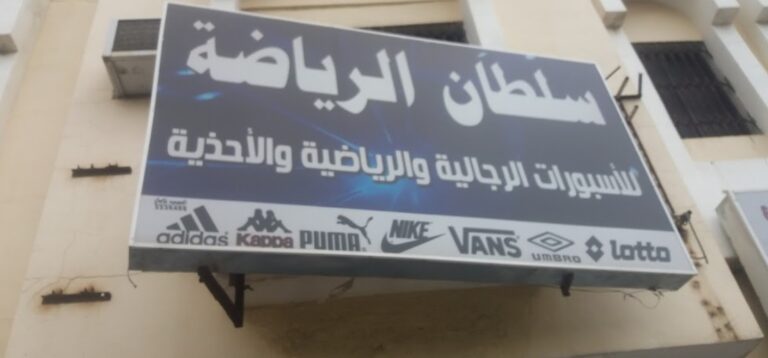 سلطان الرياضة
للأسبورات الرجالية والرياضية والأحذية
adidas Kappa PUMA NIKE VANS UMBRO lotto